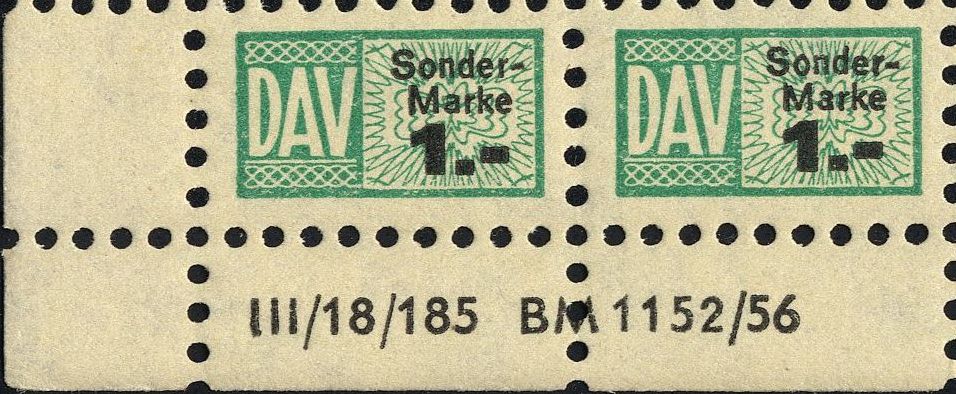 DAV
Sonder-
Marke
1.-
DAV
Sonder-
Marke
1.-
III/18/185 BM 1152/56